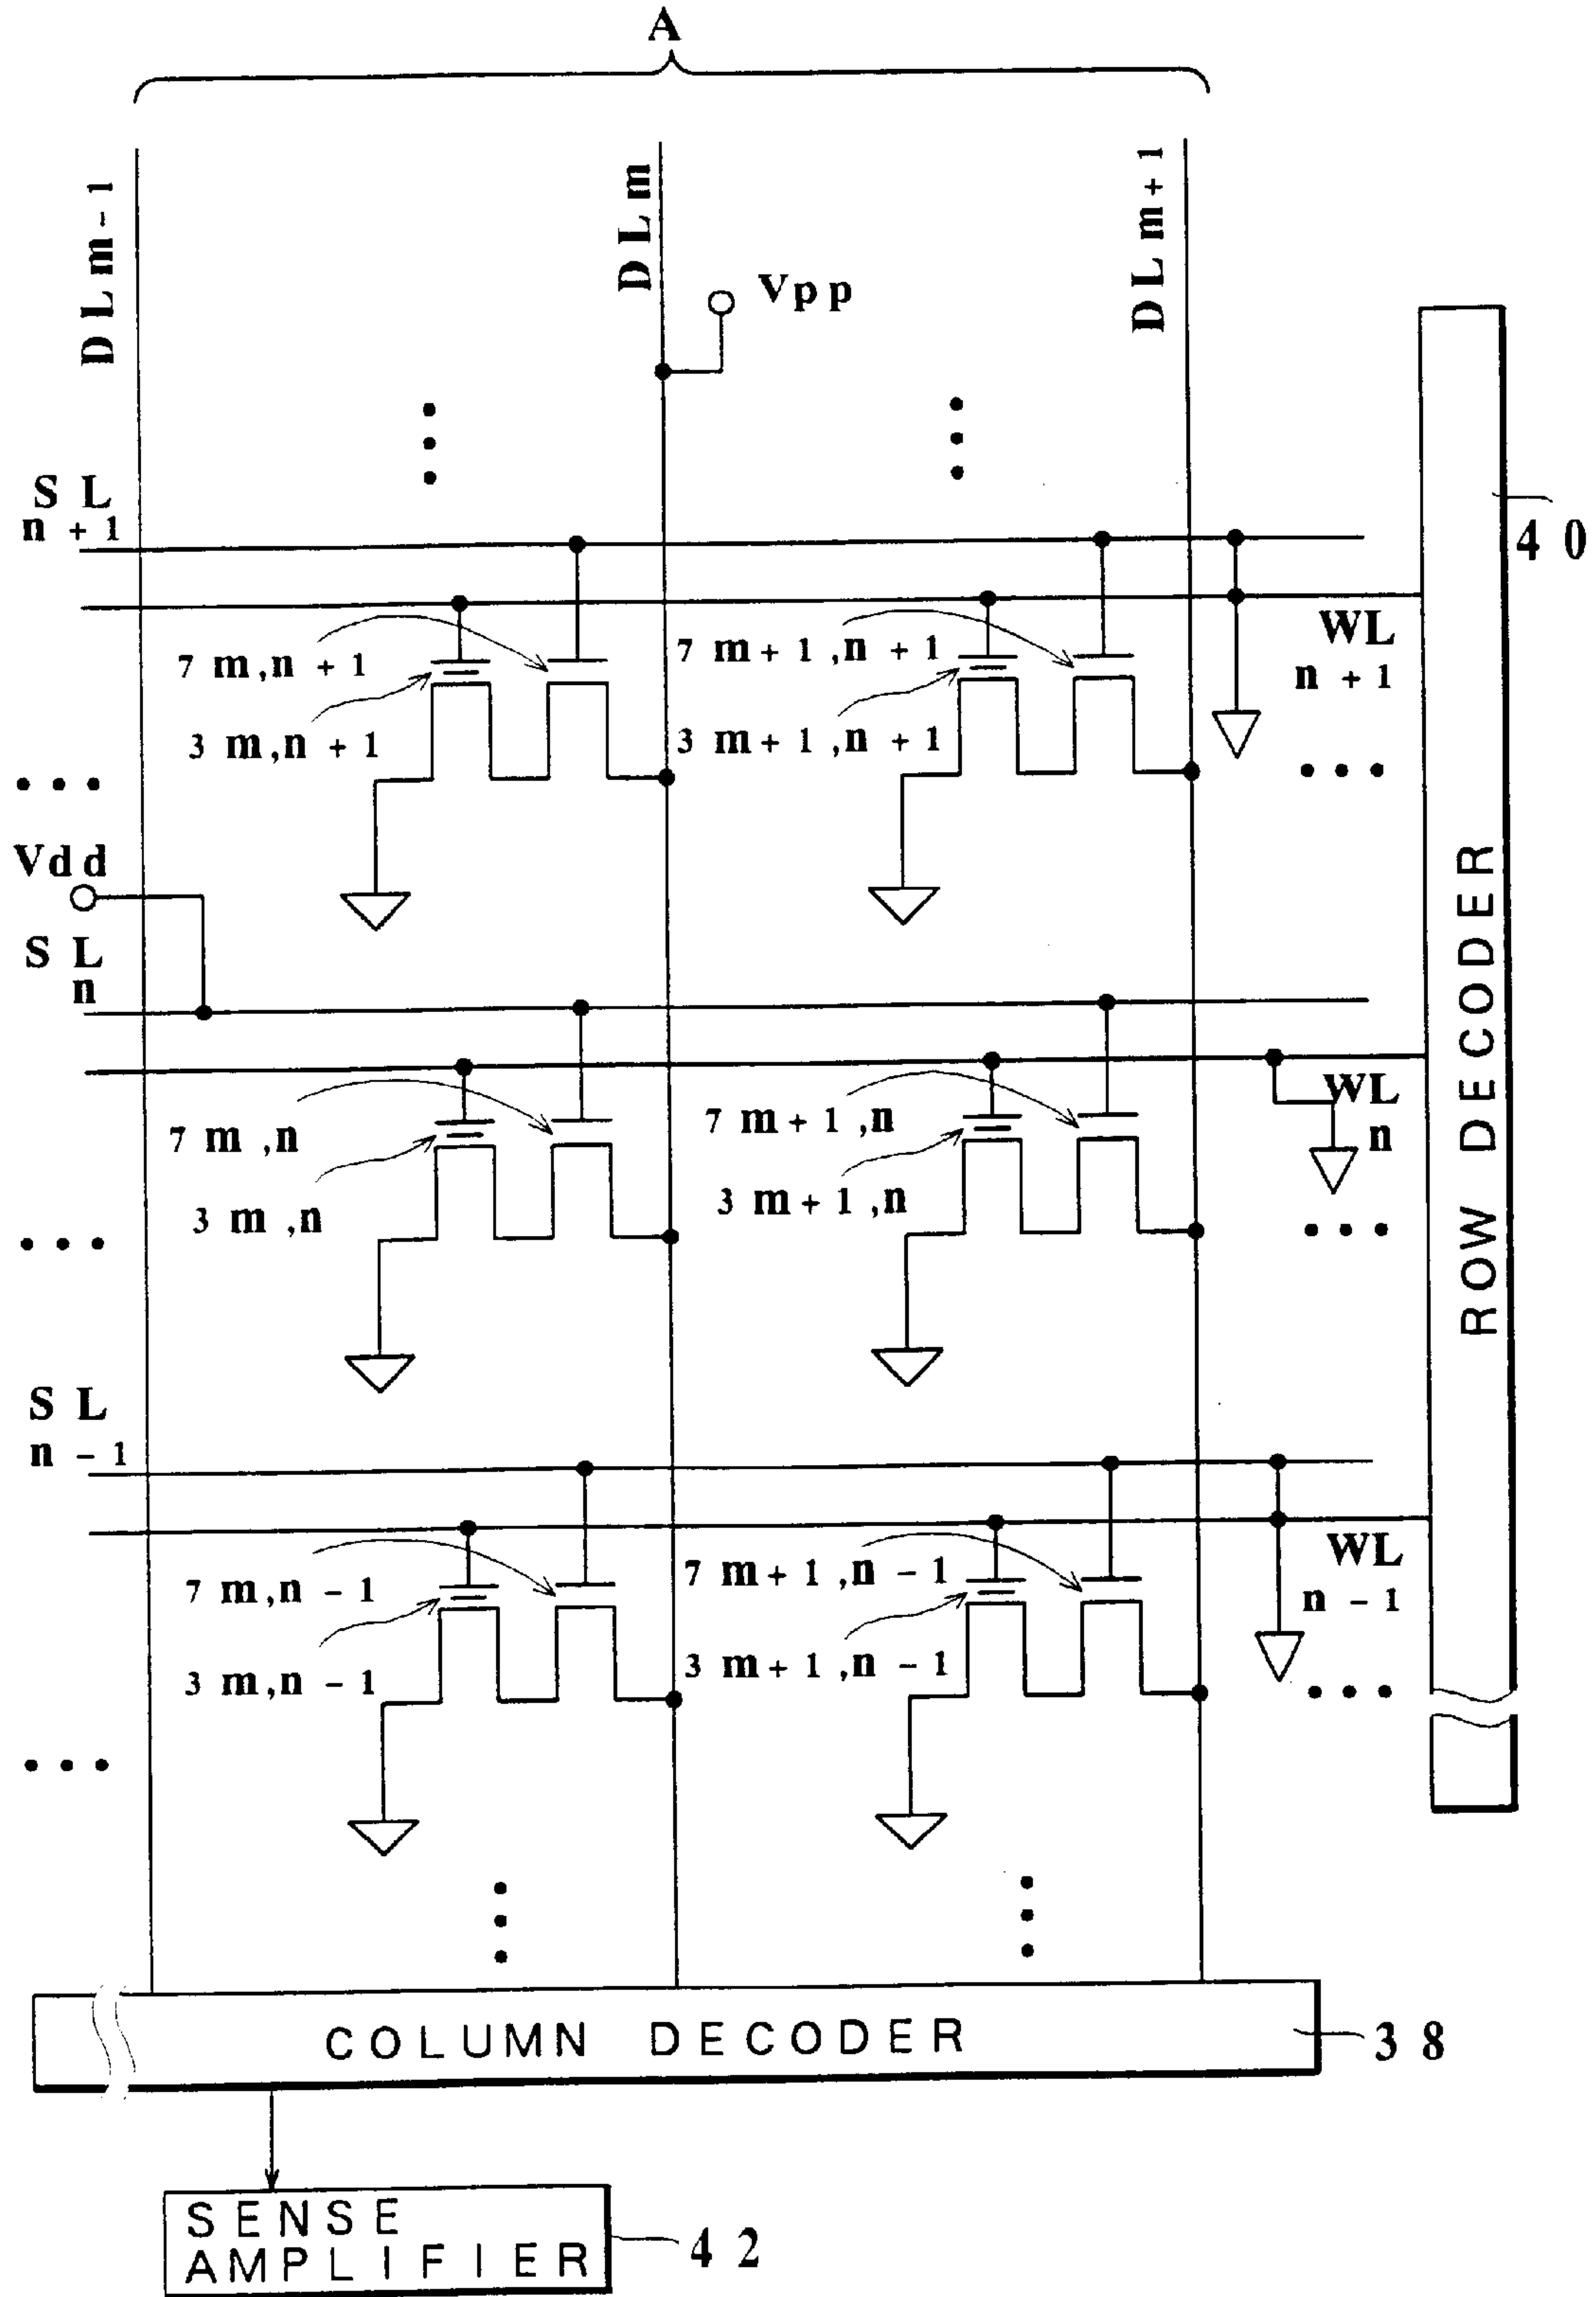 A
DLm-1
DLm
DLm+1
Vpp
SL
n+1
40
WL
n+1
7 m,n+1
7 m+1,n+1
3 m,n+1
3 m+1,n+1
Vdd
SL
n
WL
n
7 m,n
7 m+1,n
3 m,n
3 m+1,n
ROW DECODER
SL
n-1
WL
n-1
7 m,n-1
7 m+1,n-1
3 m,n-1
3 m+1,n-1
COLUMN DECODER
38
SENSE
AMPLIFIER
42